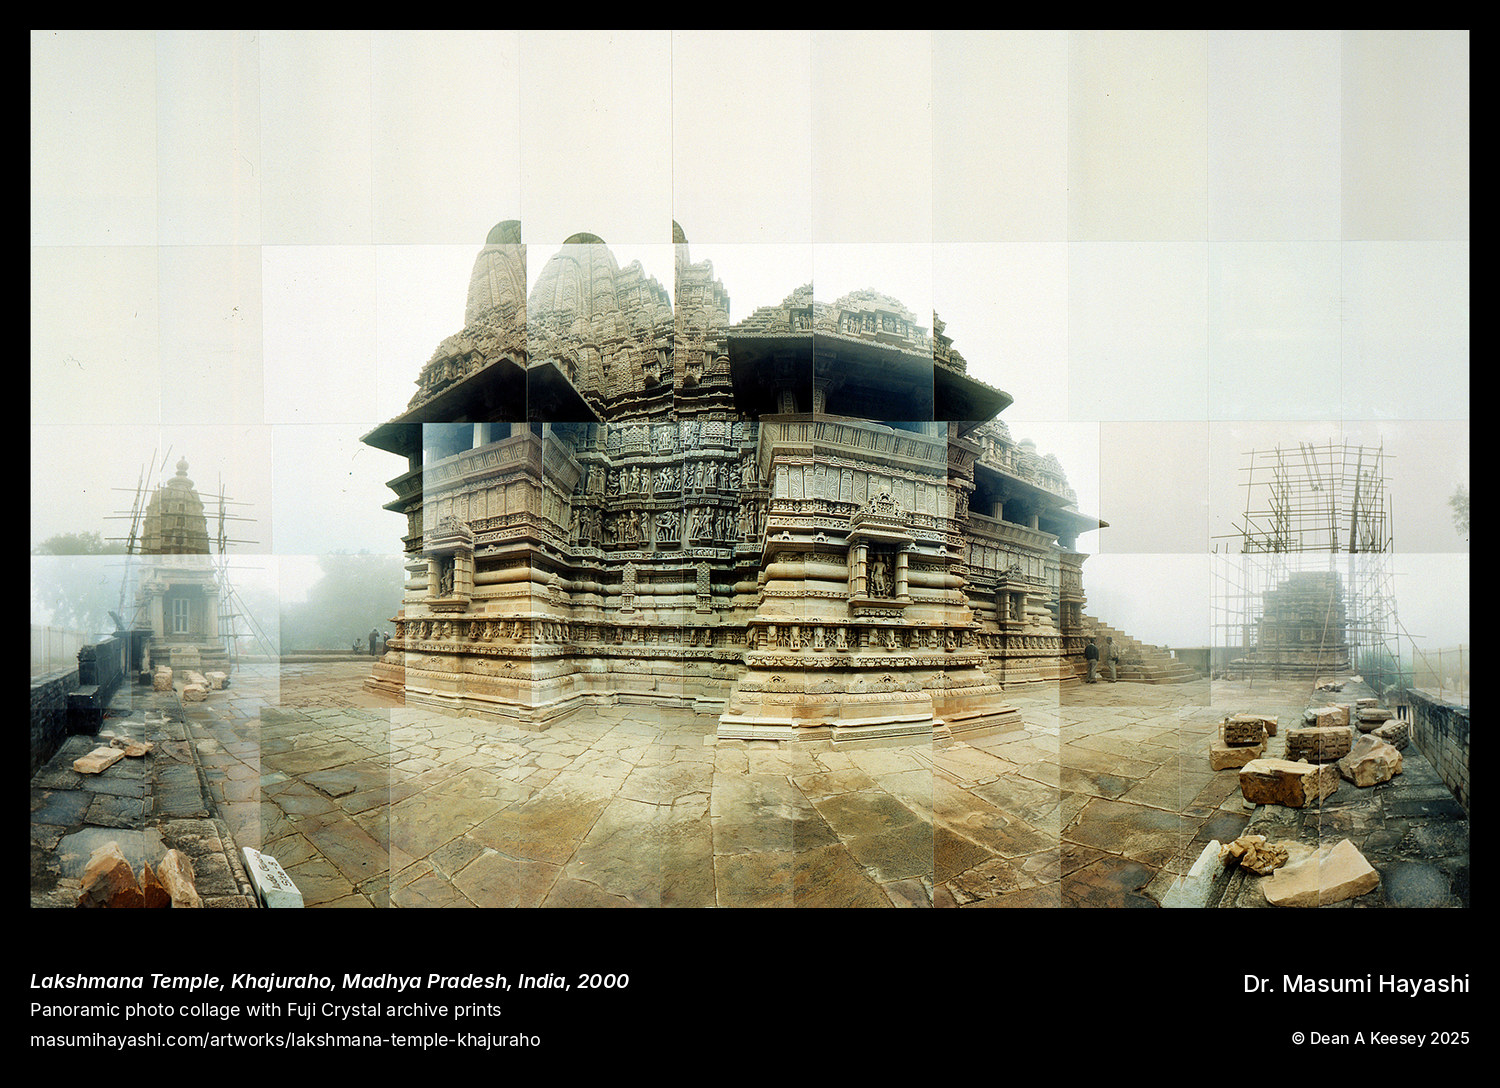 Lakshmana Temple, Khajuraho, Madhya Pradesh, India, 2000
Panoramic photo collage with Fuji Crystal archive prints
masumihayashi.com/artworks/lakshmana-temple-khajuraho
Dr. Masumi Hayashi
© Dean A Keesey 2025